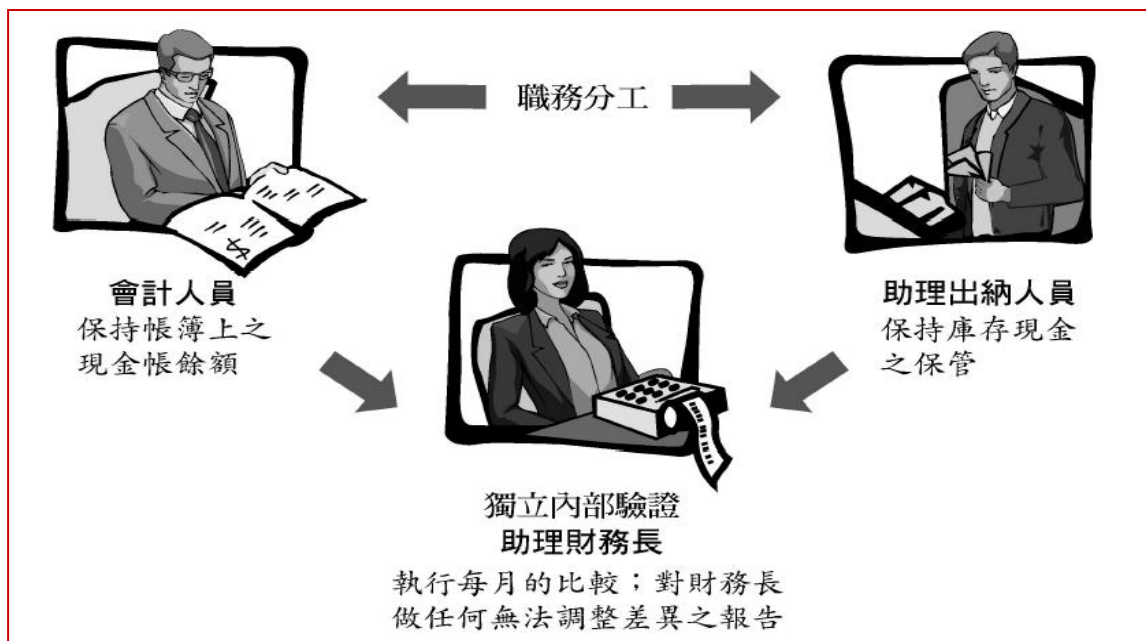 職務分工
會計人員
保持帳簿上之
現金帳餘額
助理出納人員
保持庫存現金
之保管
獨立內部驗證
助理財務長
執行每月的比較；對財務長
做任何無法調整差異之報告